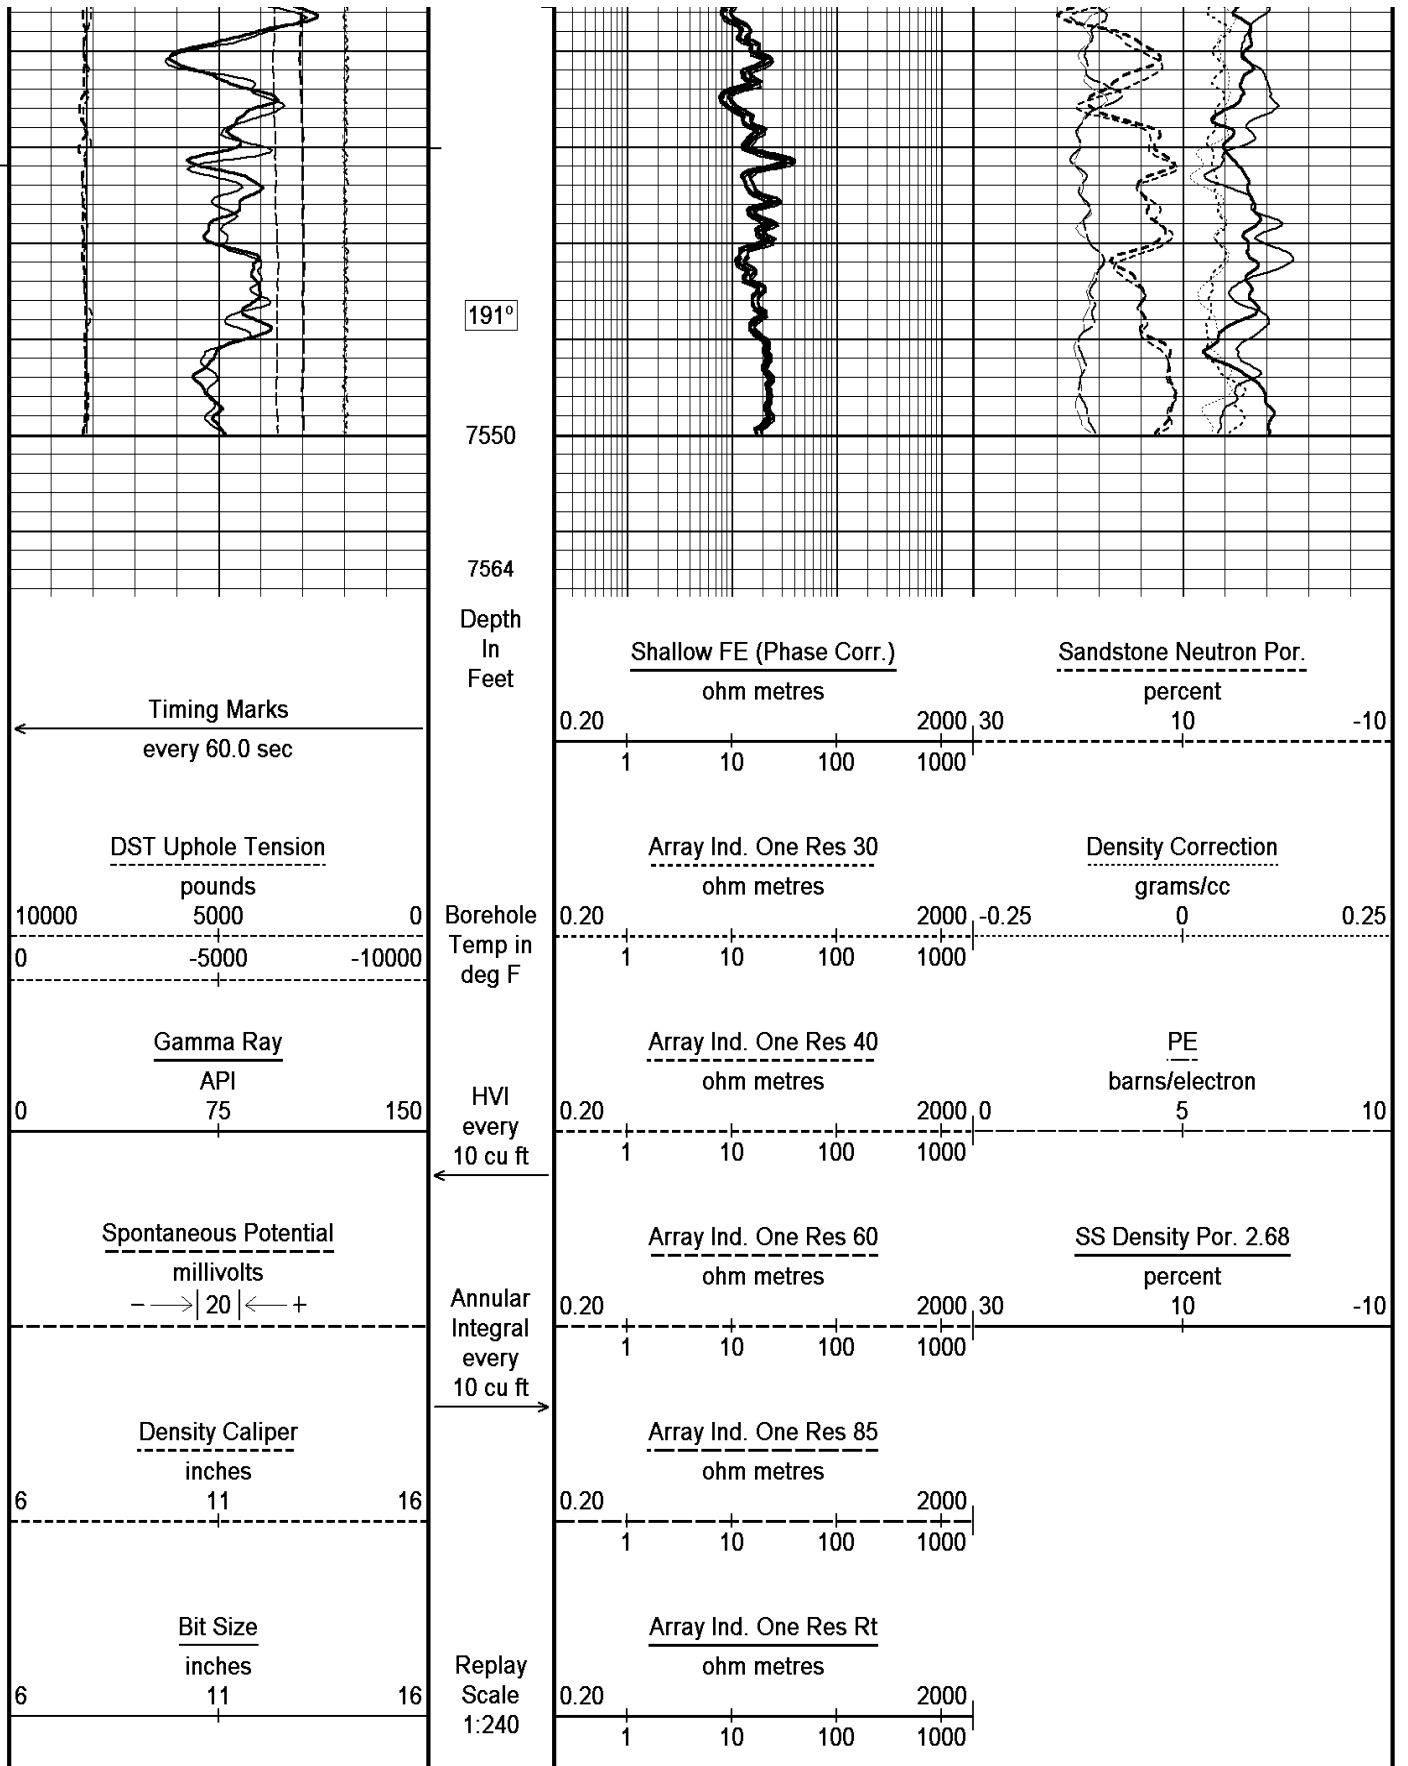 191º
7550
7564
Depth
In
Feet
Timing Marks
every 60.0 sec
DST Uphole Tension
pounds
10000 5000 0
0 -5000 -10000
Gamma Ray
API
0 75 150
Spontaneous Potential
millivolts
− | 20 | +
Density Caliper
inches
6 11 16
Bit Size
inches
6 11 16
Borehole
Temp in
deg F
HVI
every
10 cu ft
Annular
Integral
every
10 cu ft
Replay
Scale
1:240
Shallow FE (Phase Corr.)
ohm metres
0.20 2000
1 10 100 1000
Array Ind. One Res 30
ohm metres
0.20 2000
1 10 100 1000
Array Ind. One Res 40
ohm metres
0.20 2000
1 10 100 1000
Array Ind. One Res 60
ohm metres
0.20 2000
1 10 100 1000
Array Ind. One Res 85
ohm metres
0.20 2000
1 10 100 1000
Array Ind. One Res Rt
ohm metres
0.20 2000
1 10 100 1000
Sandstone Neutron Por.
percent
30 10 -10
Density Correction
grams/cc
-0.25 0 0.25
PE
barns/electron
0 5 10
SS Density Por. 2.68
percent
30 10 -10